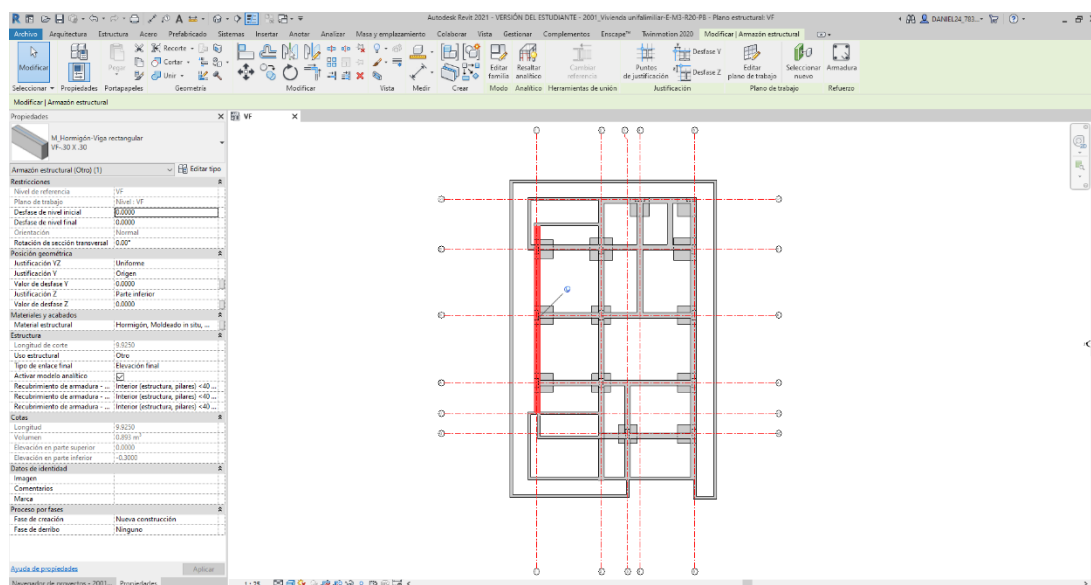 Autodesk Revit 2021 - VERSIÓN DEL ESTUDIANTE - 2001_Vivienda unifalimiliar-E-M3-R20-P8 - Plano estructural: VF
DANIEL24_783...
Archivo Arquitectura Estructura Acero Prefabricado Sistemas Insertar Anotar Analizar Masa y emplazamiento Colaborar Vista Gestionar Complementos Enscape™ Twinmotion 2020 Modificar | Armazón estructural
Modificar Pegar Recorte Cortar Unir Editar familia Resaltar analítico Cambiar referencia Puntos de justificación Desfase Y Desfase Z Editar plano de trabajo Seleccionar nuevo Armadura
Seleccionar Propiedades Portapapeles Geometría Modificar Vista Medir Crear Modo Analítico Herramientas de unión Justificación Plano de trabajo Refuerzo
Modificar | Armazón estructural
Propiedades X
VF X
M_Hormigón-Viga rectangular
VF-.30 X .30
Armazón estructural (Otro) (1) Editar tipo
Restricciones
Nivel de referencia VF
Plano de trabajo Nivel : VF
Desfase de nivel inicial 0.0000
Desfase de nivel final 0.0000
Orientación Normal
Rotación de sección transversal 0.00°
Posición geométrica
Justificación YZ Uniforme
Justificación Y Origen
Valor de desfase Y 0.0000
Justificación Z Parte inferior
Valor de desfase Z 0.0000
Materiales y acabados
Material estructural Hormigón, Moldeado in situ, ...
Estructura
Longitud de corte 9.9250
Uso estructural Otro
Tipo de enlace final Elevación final
Activar modelo analítico
Recubrimiento de armadura - ... Interior (estructura, pilares) <40 ...
Recubrimiento de armadura - ... Interior (estructura, pilares) <40 ...
Recubrimiento de armadura - ... Interior (estructura, pilares) <40 ...
Cotas
Longitud 9.9250
Volumen 0.893 m³
Elevación en parte superior 0.0000
Elevación en parte inferior -0.3000
Datos de identidad
Imagen
Comentarios
Marca
Proceso por fases
Fase de creación Nueva construcción
Fase de derribo Ninguno
Ayuda de propiedades Aplicar
Navegador de proyectos - 2001... Propiedades
1 : 25